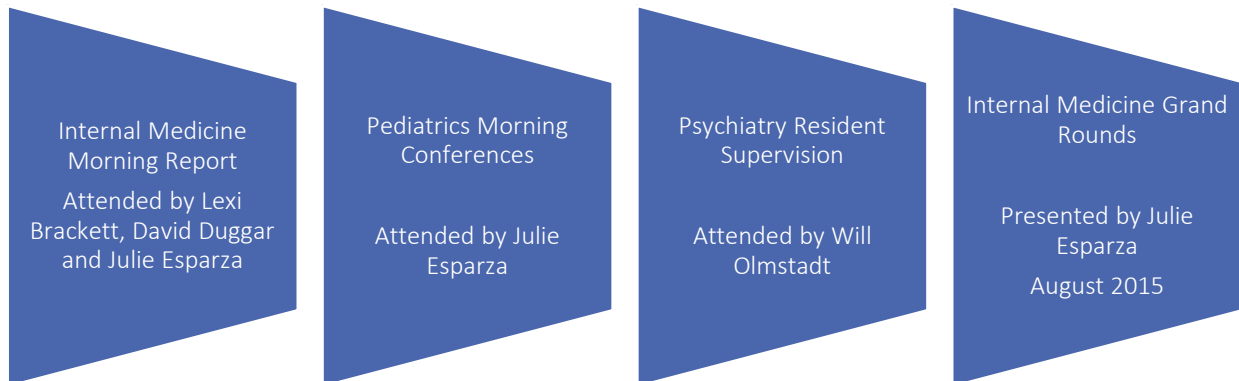 Internal Medicine
Morning Report
Attended by Lexi
Brackett, David Duggar
and Julie Esparza
Pediatrics Morning
Conferences
Attended by Julie
Esparza
Psychiatry Resident
Supervision
Attended by Will
Olmstadt
Internal Medicine Grand
Rounds
Presented by Julie
Esparza
August 2015